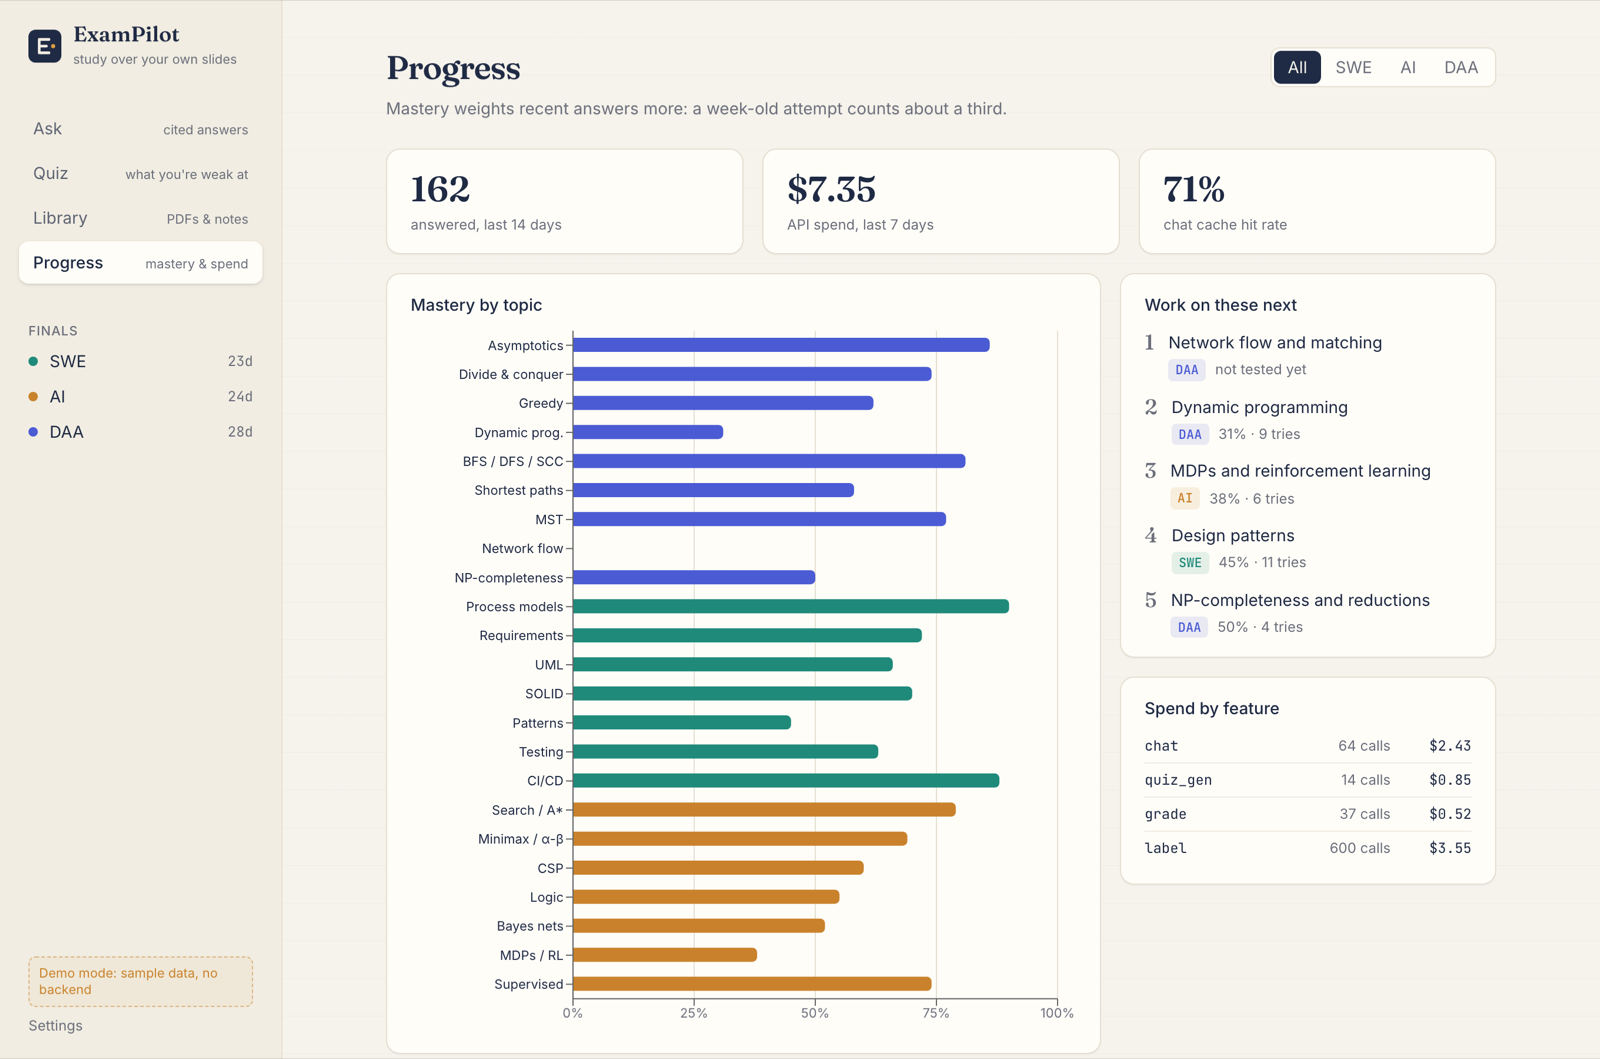 ExamPilot
study over your own slides
Ask cited answers
Quiz what you're weak at
Library PDFs & notes
Progress mastery & spend
FINALS
SWE 23d
AI 24d
DAA 28d
Demo mode: sample data, no
backend
Settings
Progress
All SWE AI DAA
Mastery weights recent answers more: a week-old attempt counts about a third.
162
answered, last 14 days
$7.35
API spend, last 7 days
71%
chat cache hit rate
Mastery by topic
Asymptotics
Divide & conquer
Greedy
Dynamic prog.
BFS / DFS / SCC
Shortest paths
MST
Network flow
NP-completeness
Process models
Requirements
UML
SOLID
Patterns
Testing
CI/CD
Search / A*
Minimax / α-β
CSP
Logic
Bayes nets
MDPs / RL
Supervised
0% 25% 50% 75% 100%
Work on these next
1 Network flow and matching
DAA not tested yet
2 Dynamic programming
DAA 31% · 9 tries
3 MDPs and reinforcement learning
AI 38% · 6 tries
4 Design patterns
SWE 45% · 11 tries
5 NP-completeness and reductions
DAA 50% · 4 tries
Spend by feature
chat 64 calls $2.43
quiz_gen 14 calls $0.85
grade 37 calls $0.52
label 600 calls $3.55